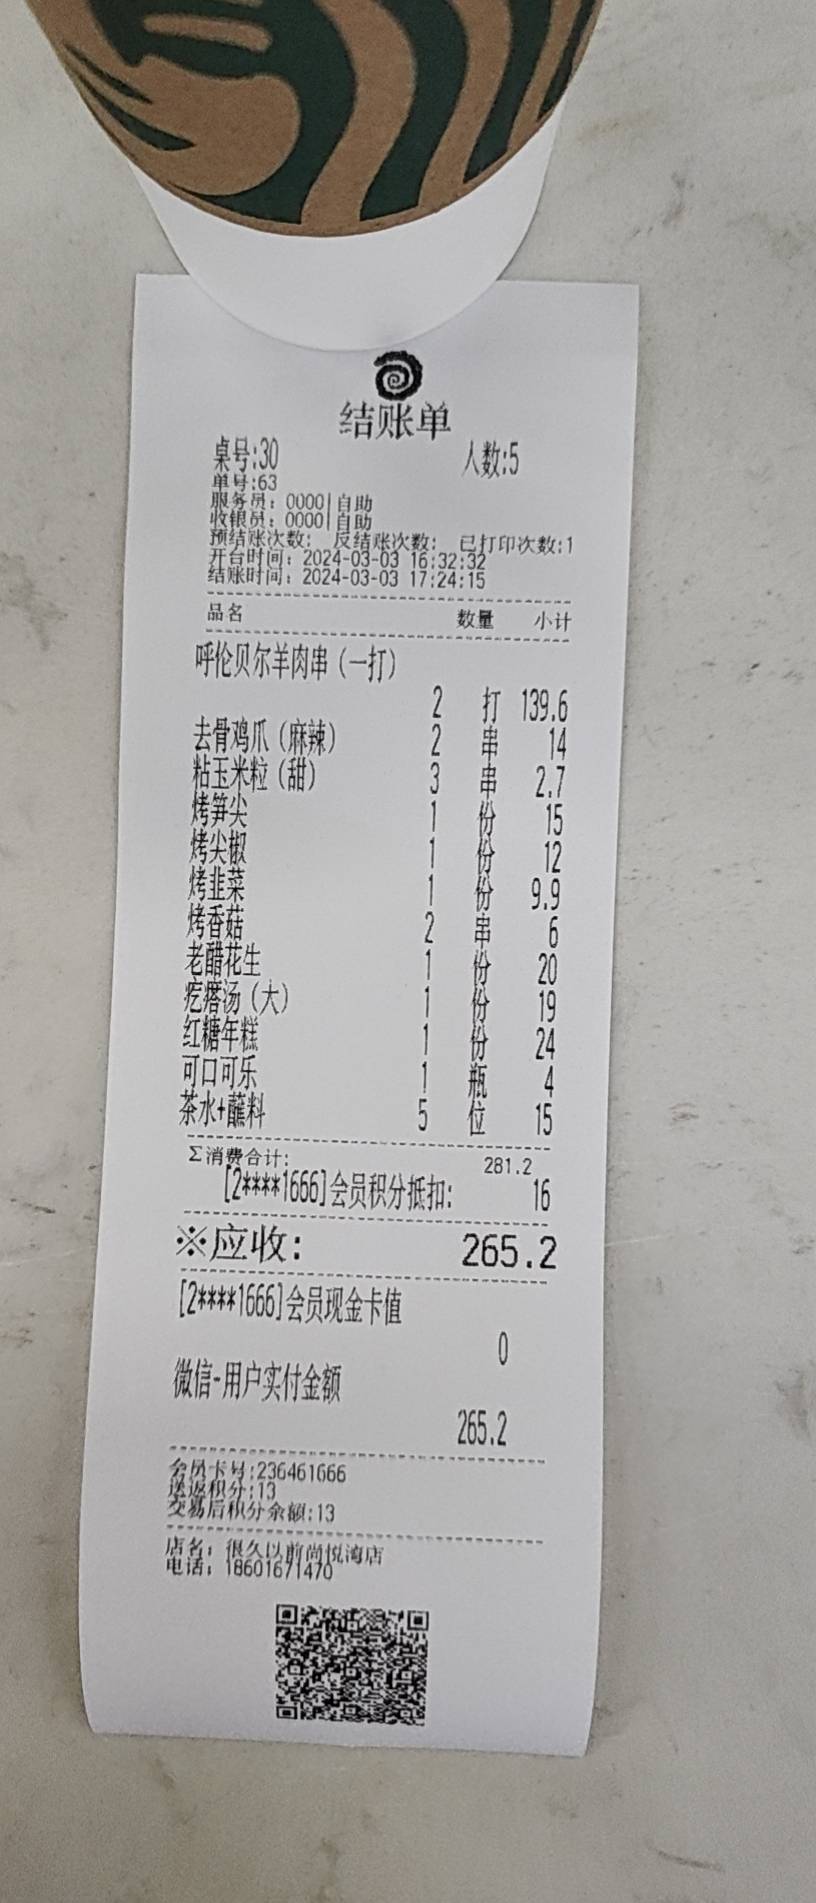 结账单
桌号:30 人数:5
单号:63
服务员: 0000|自助
收银员: 0000|自助
预结账次数: 反结账次数: 已打印次数:1
开台时间: 2024-03-03 16:32:32
结账时间: 2024-03-03 17:24:15
品名 数量 小计
呼伦贝尔羊肉串(一打)
2 打 139.6
去骨鸡爪(麻辣) 2 串 14
粘玉米粒(甜) 3 串 2.7
烤笋尖 1 份 15
烤尖椒 1 份 12
烤韭菜 1 份 9.9
烤香菇 2 串 6
老醋花生 1 份 20
疙瘩汤(大) 1 份 19
红糖年糕 1 份 24
可口可乐 1 瓶 4
茶水+蘸料 5 位 15
Σ消费合计: 281.2
[2****1666]会员积分抵扣: 16
※应收: 265.2
[2****1666]会员现金卡值
0
微信-用户实付金额
265.2
会员卡号:236461666
送返积分:13
交易后积分余额:13
店名: 很久以前尚悦湾店
电话: 18601671470